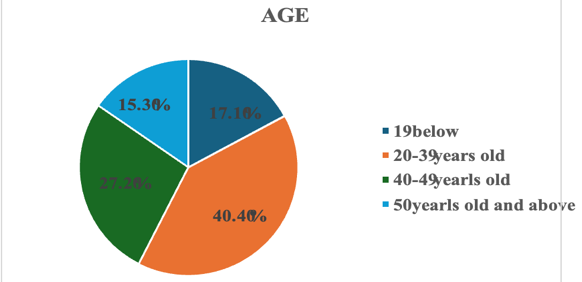 AGE
15.30%
17.10%
27.20%
40.40%
19below
20-39years old
40-49yearls old
50yearls old and above